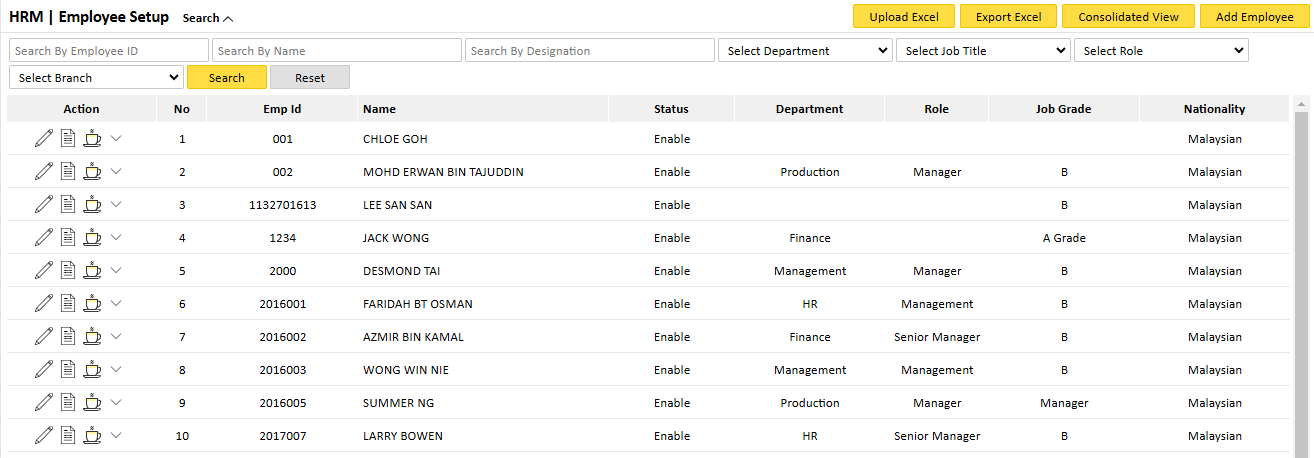 HRM | Employee Setup Search Upload Excel Export Excel Consolidated View Add Employee
Search By Employee ID Search By Name Search By Designation Select Department Select Job Title Select Role
Select Branch Search Reset
Action No Emp Id Name Status Department Role Job Grade Nationality
1 001 CHLOE GOH Enable Malaysian
2 002 MOHD ERWAN BIN TAJUDDIN Enable Production Manager B Malaysian
3 1132701613 LEE SAN SAN Enable B Malaysian
4 1234 JACK WONG Enable Finance A Grade Malaysian
5 2000 DESMOND TAI Enable Management Manager B Malaysian
6 2016001 FARIDAH BT OSMAN Enable HR Management B Malaysian
7 2016002 AZMIR BIN KAMAL Enable Finance Senior Manager B Malaysian
8 2016003 WONG WIN NIE Enable Management Management B Malaysian
9 2016005 SUMMER NG Enable Production Manager Manager Malaysian
10 2017007 LARRY BOWEN Enable HR Senior Manager B Malaysian